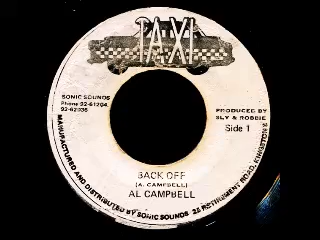 TAXI
SONIC SOUNDS
Phone 92-61204,
92-62936
PRODUCED BY
SLY & ROBBIE
Side 1
BACK OFF
(A. CAMPBELL)
AL CAMPBELL
MANUFACTURED AND DISTRIBUTED BY SONIC SOUNDS 25 RETIREMENT ROAD, KINGSTON 5